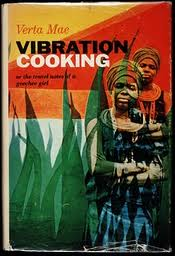 Verta Mae
VIBRATION
COOKING
or the travel notes of a
geechee girl